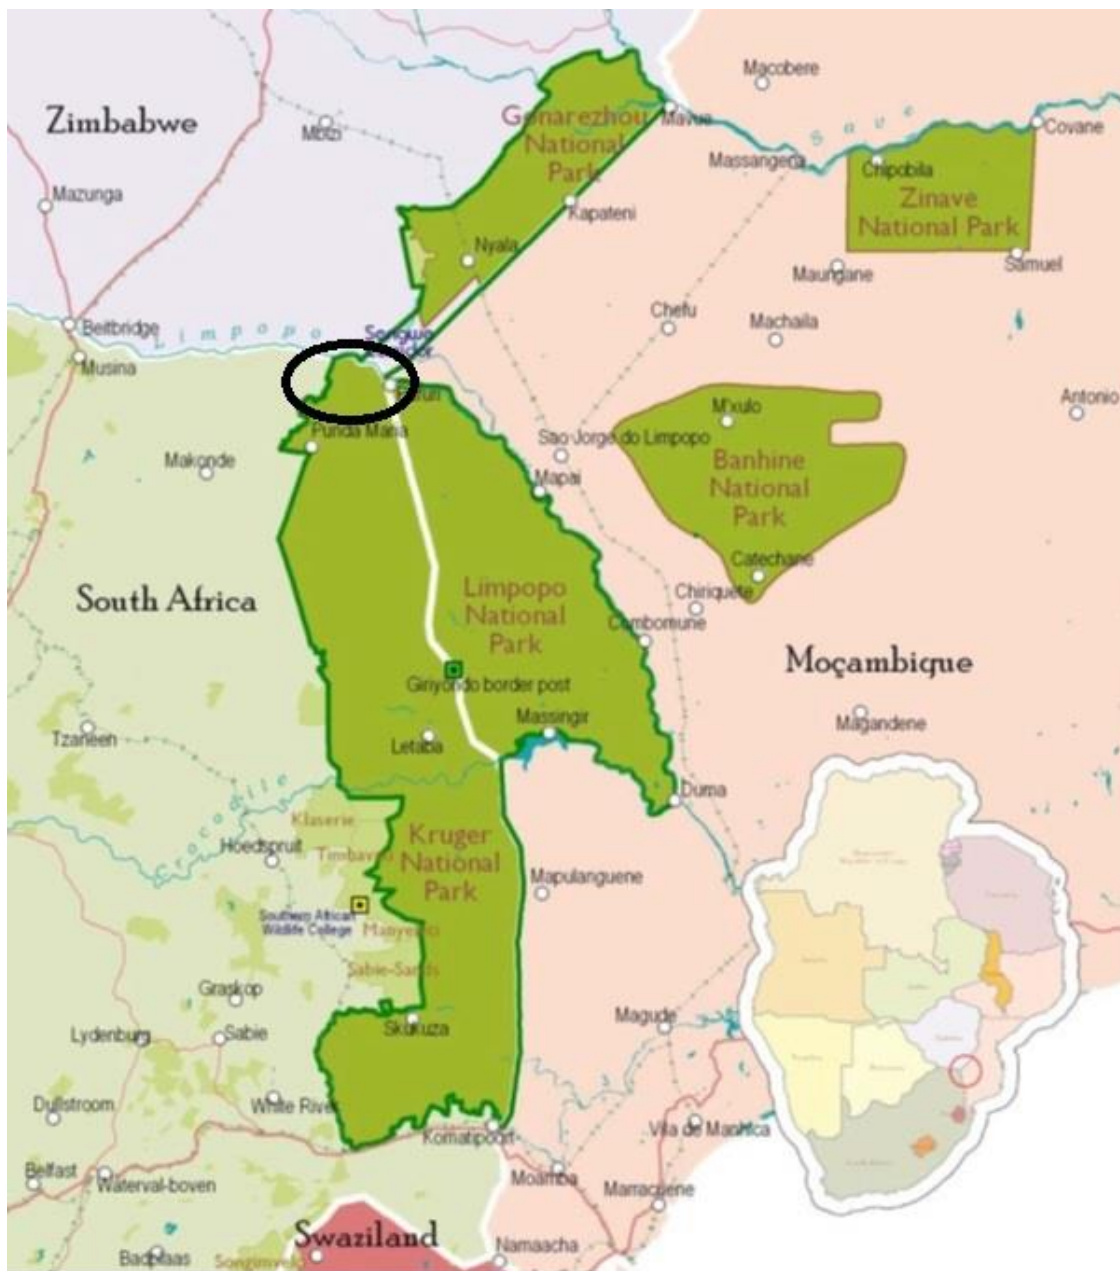 Macobere
Gonarezhou
National
Park
Mavue
Save
Covane
Zimbabwe
Massangena
Chipobila
Zinave
National Park
Mazunga
Kapateni
Nyala
Samuel
Maungane
Chefu
Machaila
Beitbridge
Limpopo
Musina
M'xulo
Antonio
Punda Maria
Sao Jorge do Limpopo
Makonde
Mapai
Banhine
National
Park
Catechane
Chiriquete
South Africa
Limpopo
National
Park
Combomune
Moçambique
Giriyondo border post
Magandene
Massingir
Tzaneen
Letaba
Duma
Crocodile
Klaserie
Kruger
National
Park
Hoedspruit
Timbavati
Mapulanguene
Southern African
Wildlife College
Manyeleti
Sabie-Sands
Graskop
Magude
Skukuza
Lydenburg
Sabie
White River
Dullstroom
Komatipoort
Vila de Manhica
Belfast
Waterval-boven
Moamba
Marracuene
Swaziland
Namaacha
Badplaas
Songimvelo